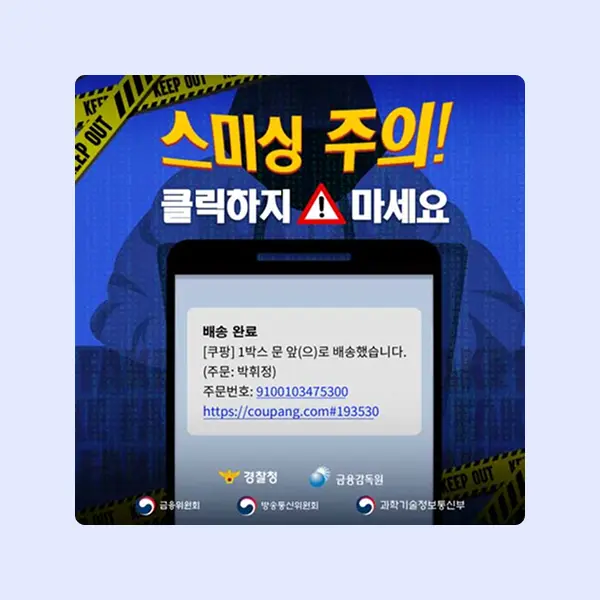 KEEP OUT
KEEP OUT
스미싱 주의!
클릭하지 마세요
배송 완료
[쿠팡] 1박스 문 앞(으)로 배송했습니다.
(주문: 박휘정)
주문번호: 9100103475300
https://coupang.com#193530
경찰청 금융감독원
KEEP OUT
금융위원회 방송통신위원회 과학기술정보통신부